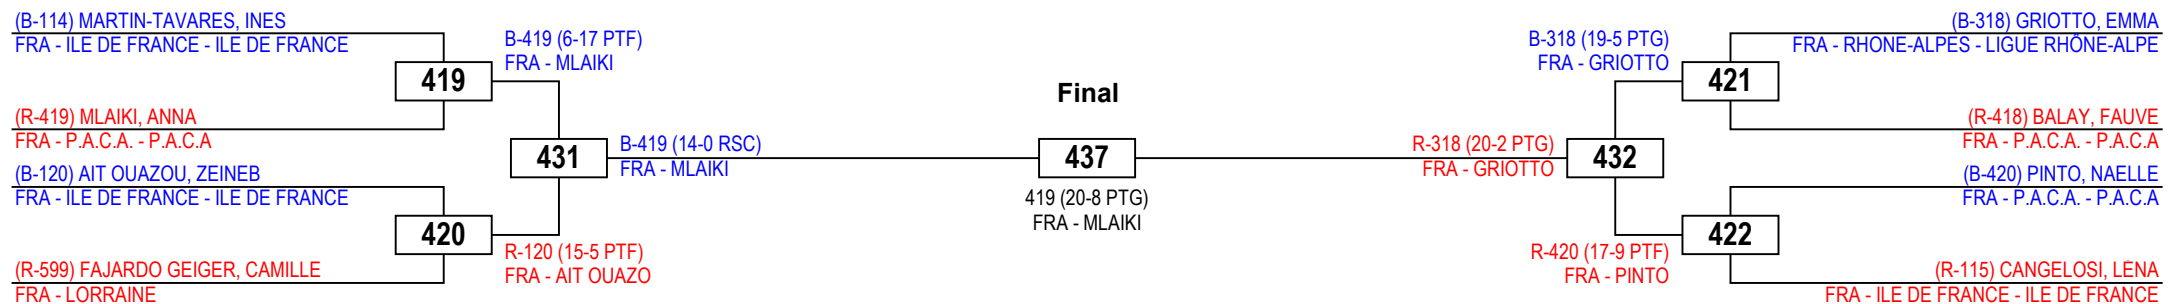 (B-114) MARTIN-TAVARES, INES
FRA - ILE DE FRANCE - ILE DE FRANCE
419
(R-419) MLAIKI, ANNA
FRA - P.A.C.A. - P.A.C.A
(B-120) AIT OUAZOU, ZEINEB
FRA - ILE DE FRANCE - ILE DE FRANCE
420
(R-599) FAJARDO GEIGER, CAMILLE
FRA - LORRAINE
B-419 (6-17 PTF)
FRA - MLAIKI
431
R-120 (15-5 PTF)
FRA - AIT OUAZO
B-419 (14-0 RSC)
FRA - MLAIKI
Final
437
419 (20-8 PTG)
FRA - MLAIKI
R-318 (20-2 PTG)
FRA - GRIOTTO
B-318 (19-5 PTG)
FRA - GRIOTTO
432
R-420 (17-9 PTF)
FRA - PINTO
(B-318) GRIOTTO, EMMA
FRA - RHONE-ALPES - LIGUE RHÔNE-ALPE
421
(R-418) BALAY, FAUVE
FRA - P.A.C.A. - P.A.C.A
(B-420) PINTO, NAELLE
FRA - P.A.C.A. - P.A.C.A
422
(R-115) CANGELOSI, LÉNA
FRA - ILE DE FRANCE - ILE DE FRANCE